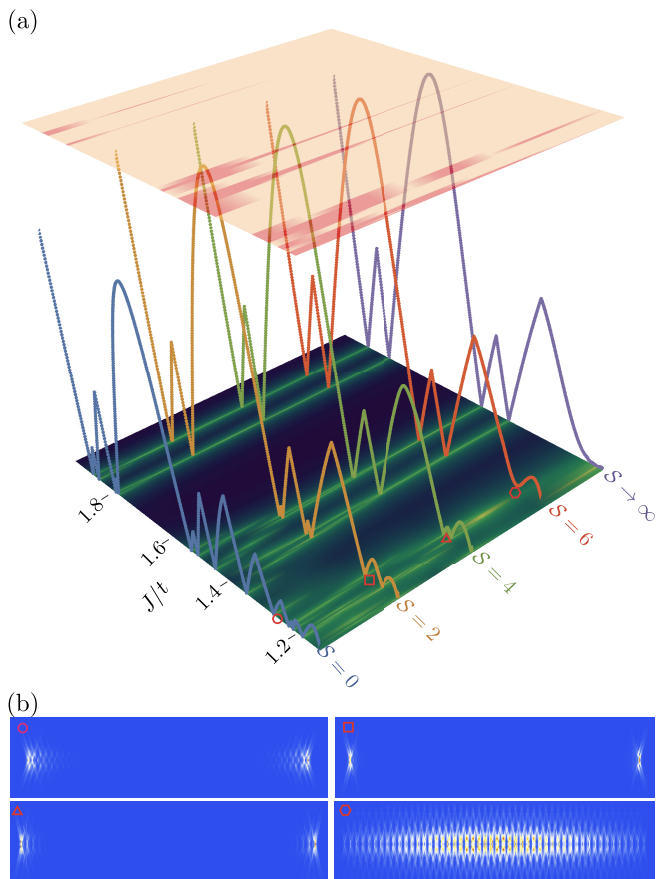 (a)
1.8
1.6
J/t
1.4
1.2
S = 0
S = 2
S = 4
S = 6
S → ∞
(b)